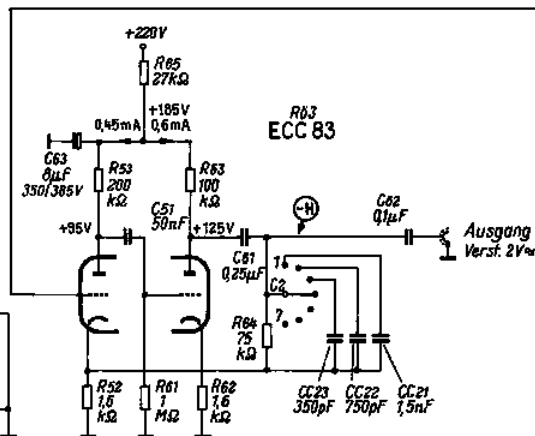 +220V
R65
27kΩ
+185V
0,45mA
0,6mA
Rö3
ECC 83
C63
8µF
350/385V
R53
200
kΩ
R63
100
kΩ
C51
50nF
+95V
+125V
C61
0,25µF
-H
C62
0,1µF
Ausgang
Verst. 2V≈
1
C2
7
R64
75
kΩ
R52
1,6
kΩ
R61
1
MΩ
R62
1,6
kΩ
CC23
350pF
CC22
750pF
CC21
1,5nF